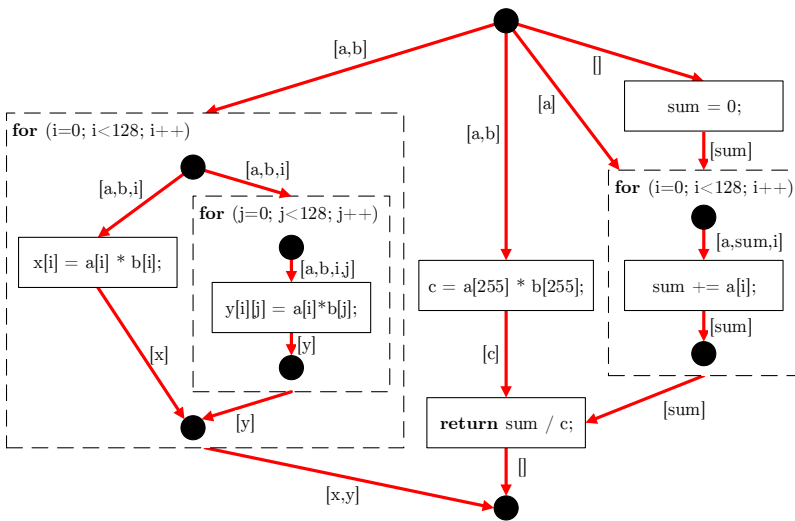 [a,b]
[]
[a]
sum = 0;
[a,b]
[sum]
for (i=0; i<128; i++)
[a,b,i]
[a,b,i]
x[i] = a[i] * b[i];
for (j=0; j<128; j++)
[a,b,i,j]
y[i][j] = a[i]*b[j];
[y]
[x]
[y]
c = a[255] * b[255];
[c]
for (i=0; i<128; i++)
[a,sum,i]
sum += a[i];
[sum]
[sum]
return sum / c;
[]
[x,y]